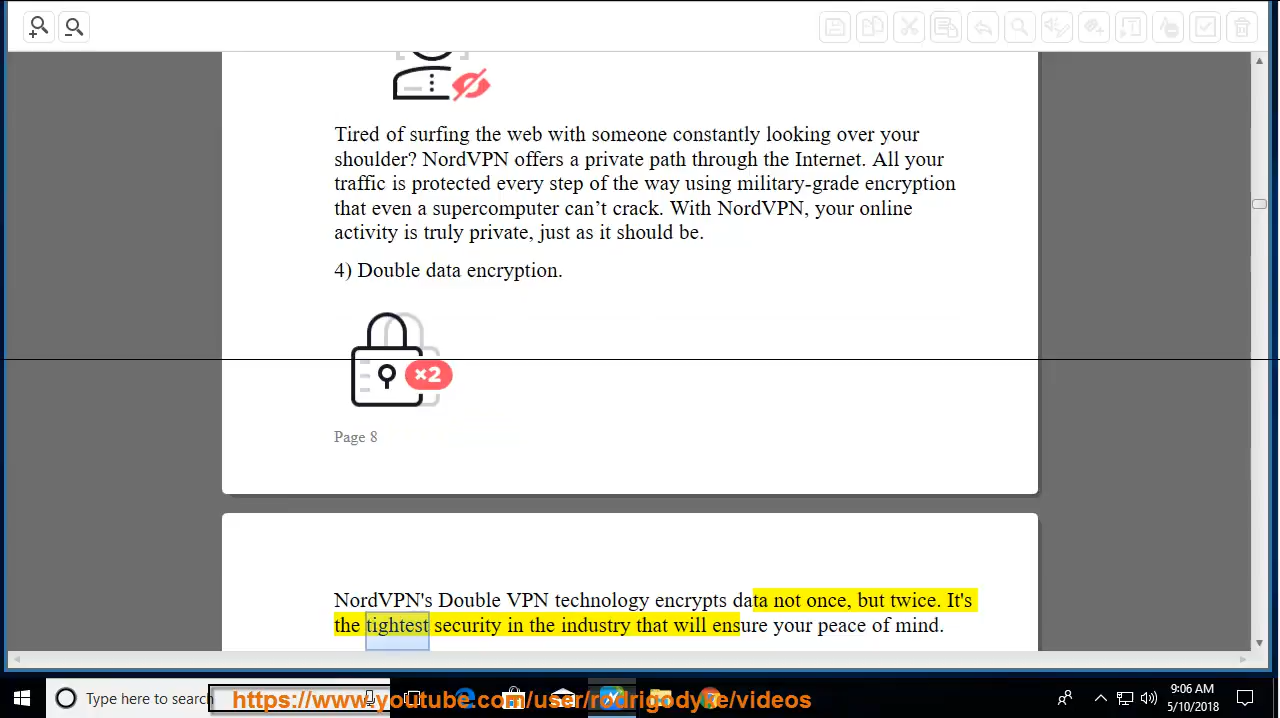 Tired of surfing the web with someone constantly looking over your
shoulder? NordVPN offers a private path through the Internet. All your
traffic is protected every step of the way using military-grade encryption
that even a supercomputer can’t crack. With NordVPN, your online
activity is truly private, just as it should be.
4) Double data encryption.
×2
Page 8
NordVPN's Double VPN technology encrypts data not once, but twice. It's
the tightest security in the industry that will ensure your peace of mind.
Type here to search
https://www.youtube.com/user/rodrigodyke/videos
9:06 AM
5/10/2018